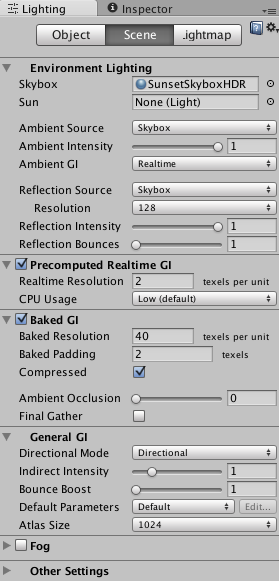 Lighting Inspector
Object Scene .ightmap
Environment Lighting
Skybox SunsetSkyboxHDR
Sun None (Light)
Ambient Source Skybox
Ambient Intensity 1
Ambient GI Realtime
Reflection Source Skybox
Resolution 128
Reflection Intensity 1
Reflection Bounces 1
Precomputed Realtime GI
Realtime Resolution 2 texels per unit
CPU Usage Low (default)
Baked GI
Baked Resolution 40 texels per unit
Baked Padding 2 texels
Compressed
Ambient Occlusion 0
Final Gather
General GI
Directional Mode Directional
Indirect Intensity 1
Bounce Boost 1
Default Parameters Default Edit...
Atlas Size 1024
Fog
Other Settings